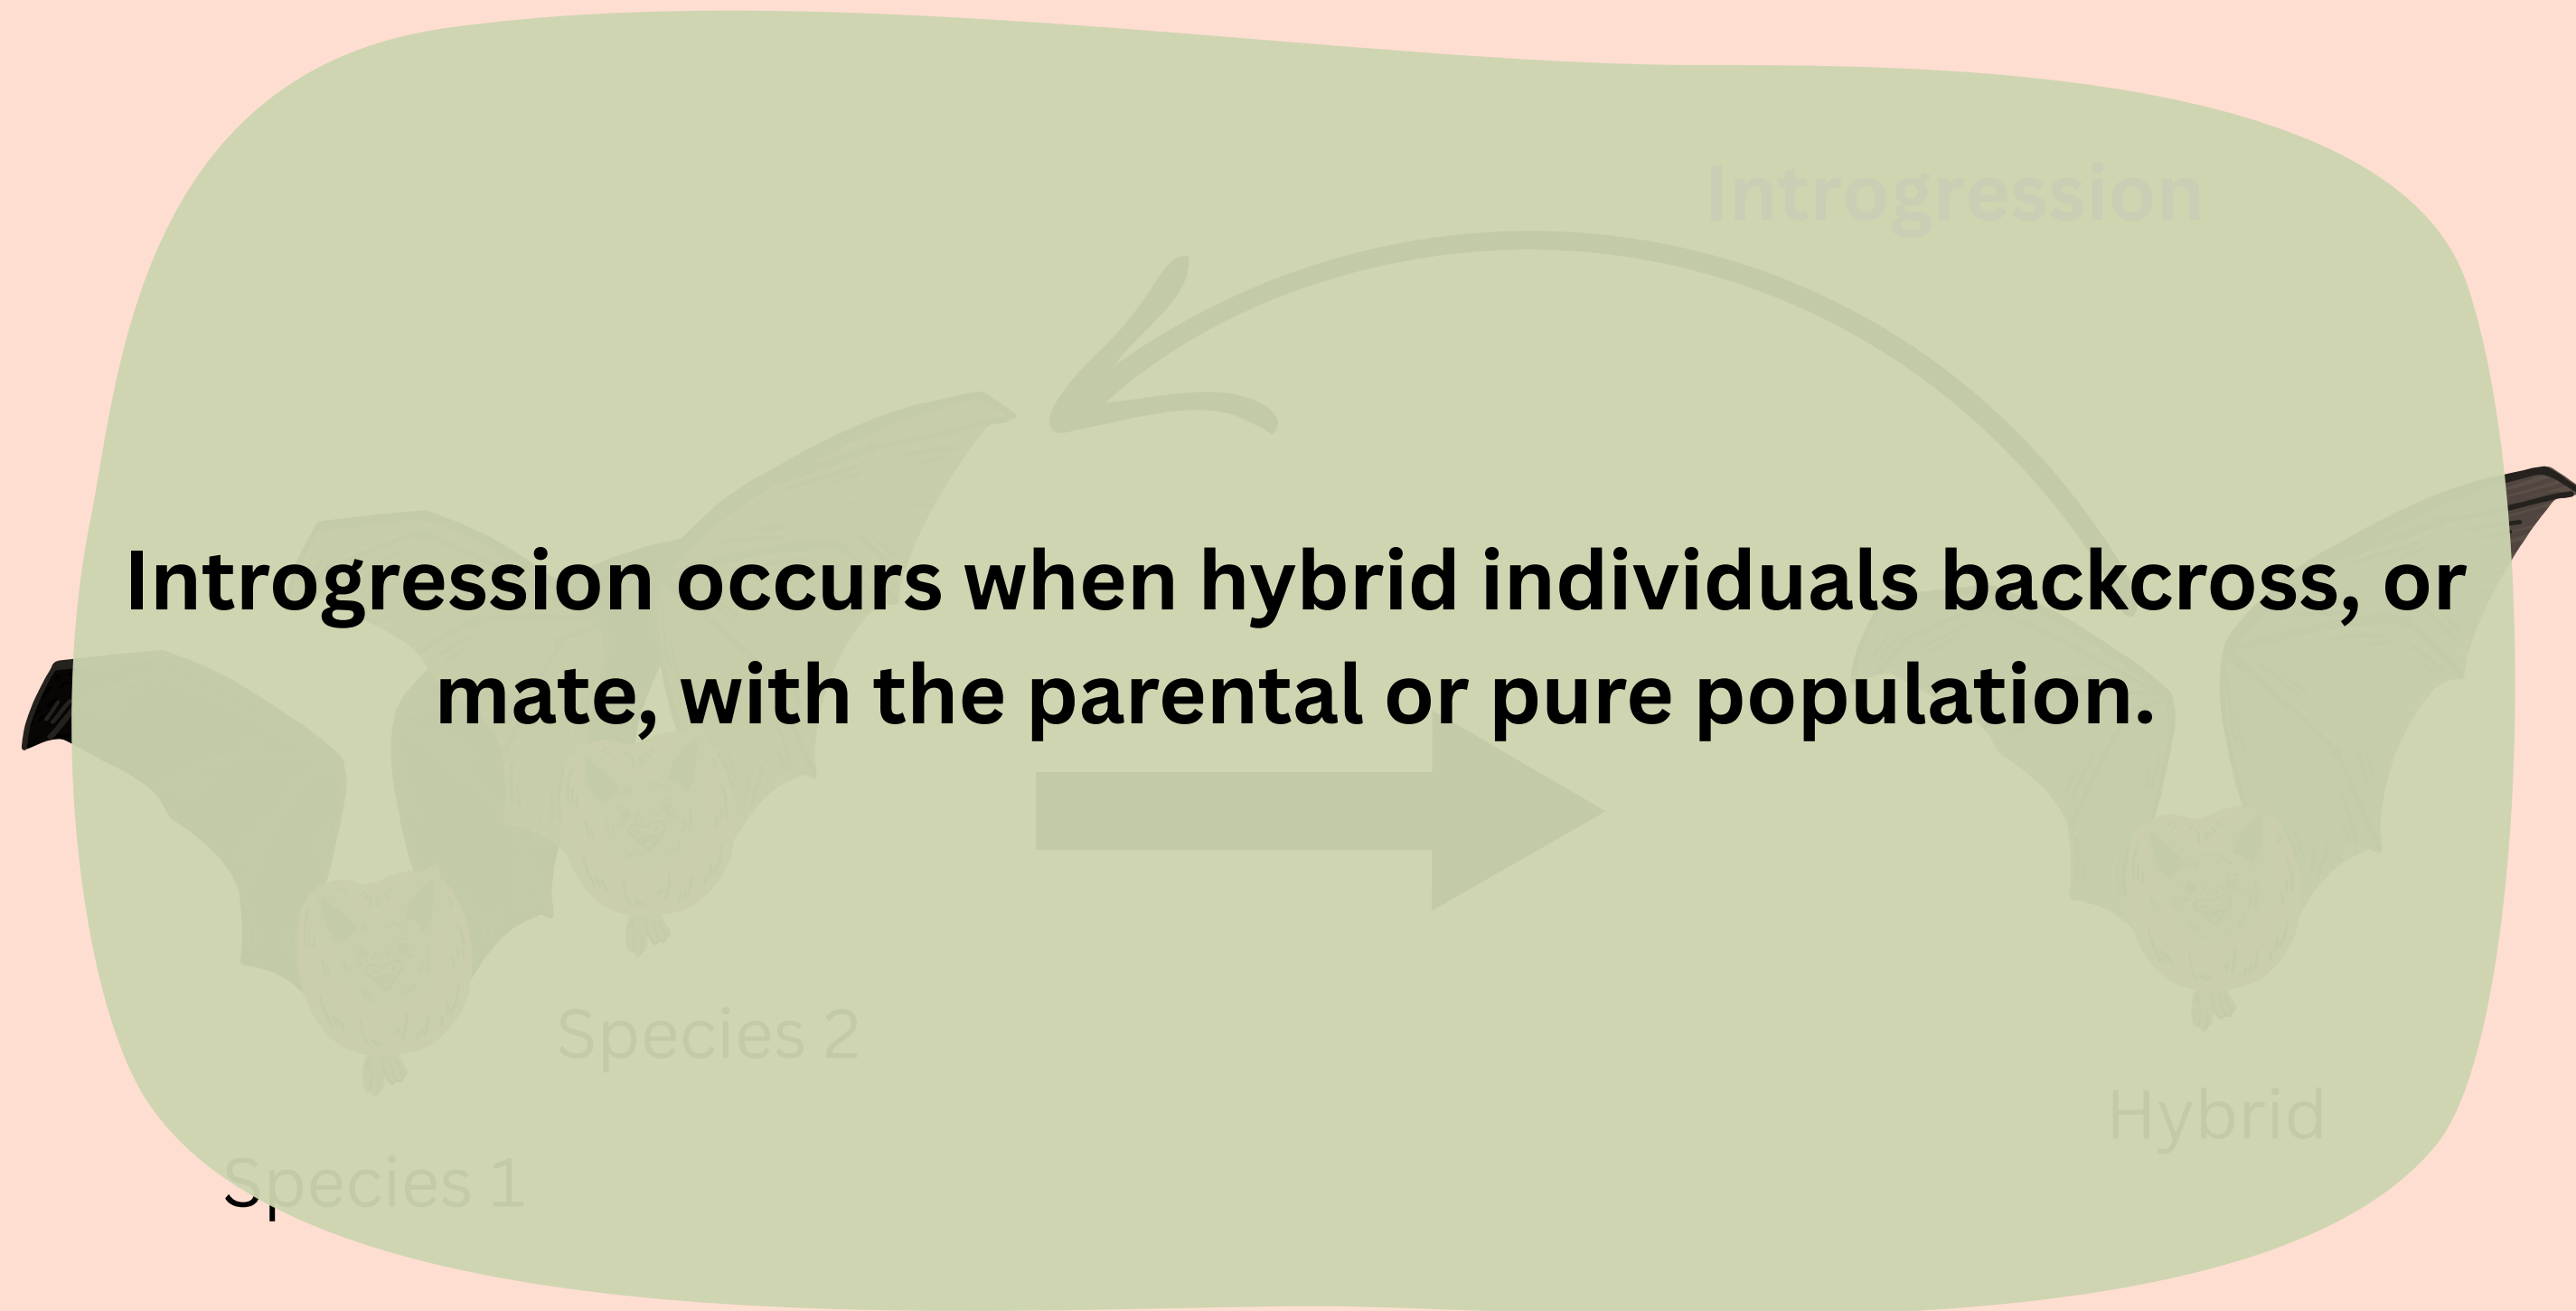 Introgression
Introgression occurs when hybrid individuals backcross, or
mate, with the parental or pure population.
Species 2
Hybrid
Species 1